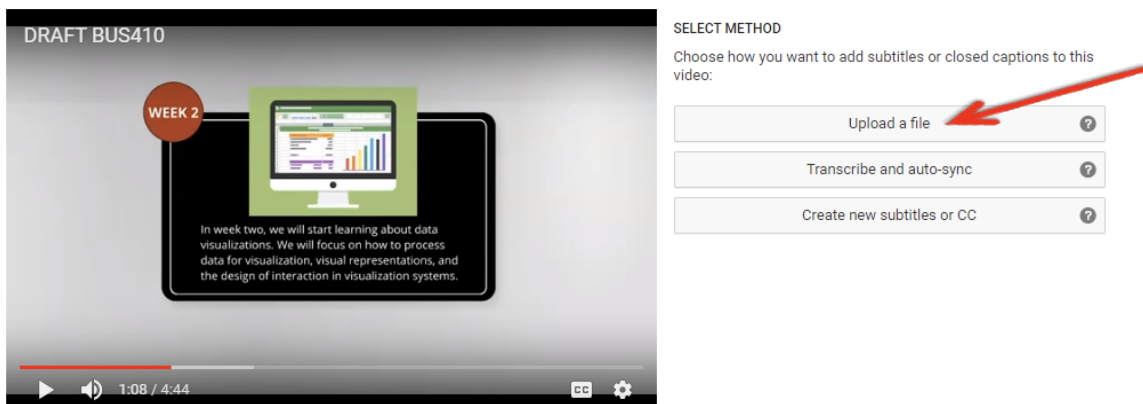 DRAFT BUS410
WEEK 2
In week two, we will start learning about data
visualizations. We will focus on how to process
data for visualization, visual representations, and
the design of interaction in visualization systems.
1:08 / 4:44
CC
SELECT METHOD
Choose how you want to add subtitles or closed captions to this
video:
Upload a file
?
Transcribe and auto-sync
?
Create new subtitles or CC
?